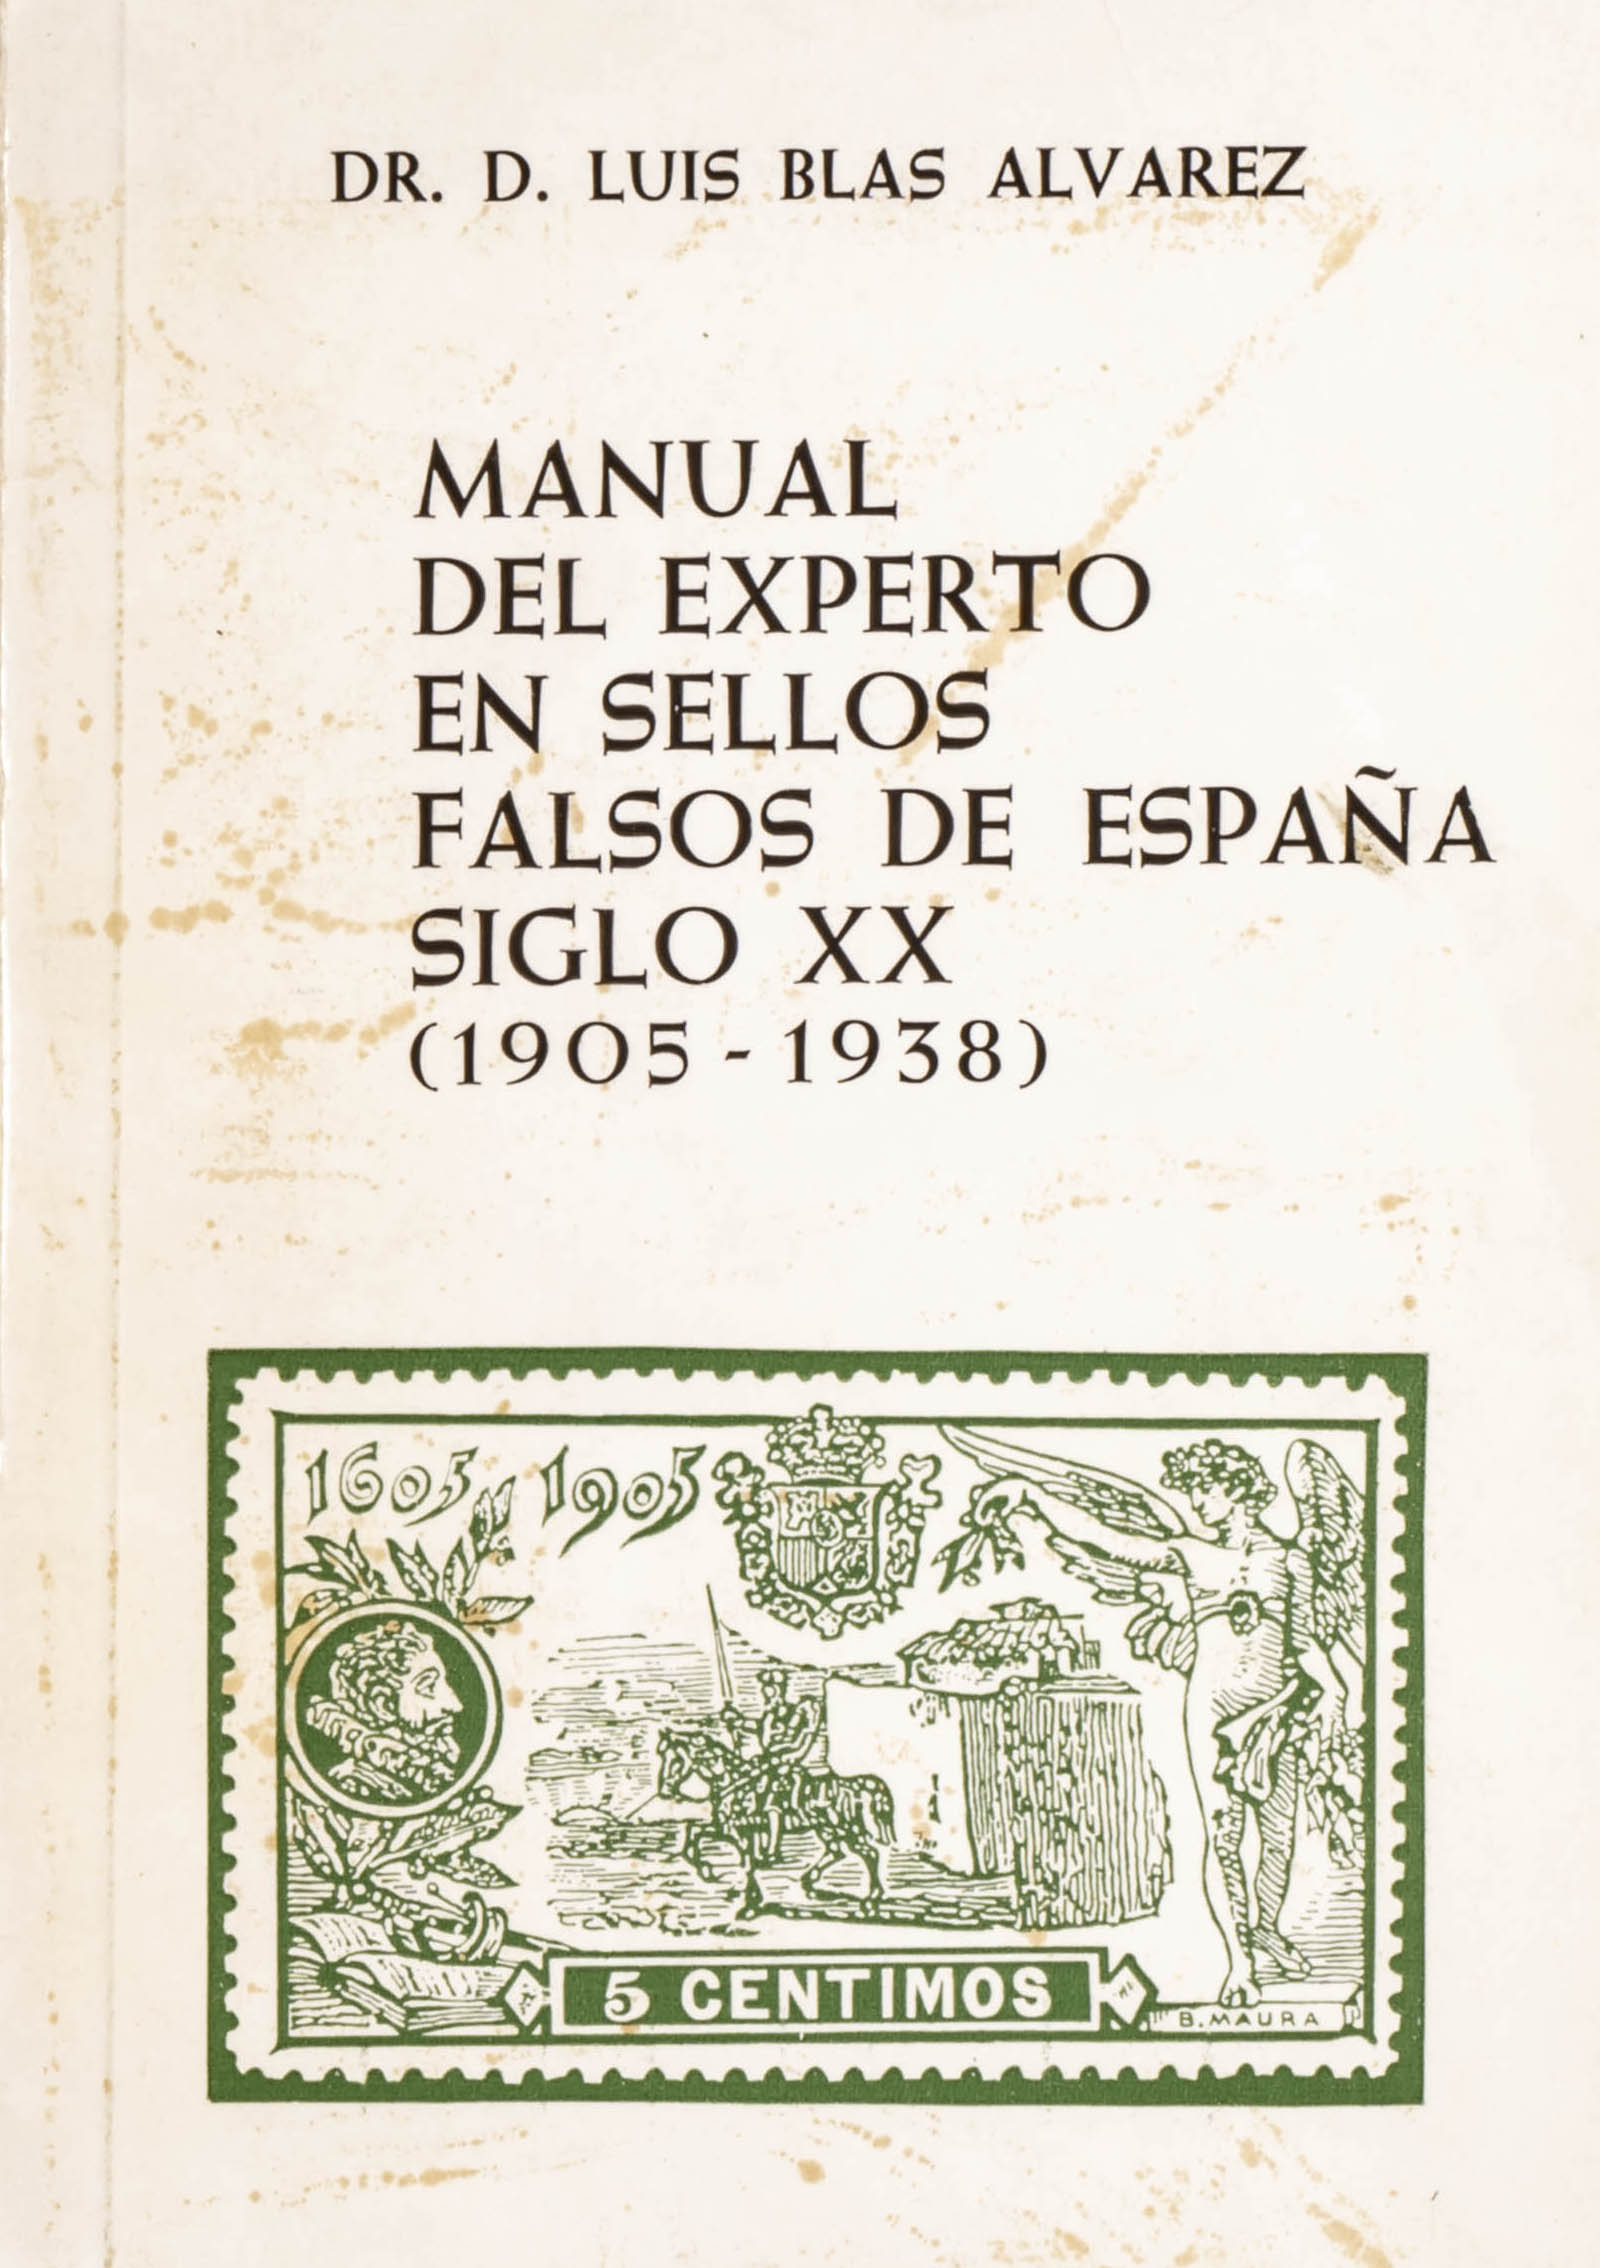 DR. D. LUIS BLAS ALVAREZ
MANUAL
DEL EXPERTO
EN SELLOS
FALSOS DE ESPAÑA
SIGLO XX
(1905 - 1938)
1605 1905
5 CENTIMOS
B. MAURA